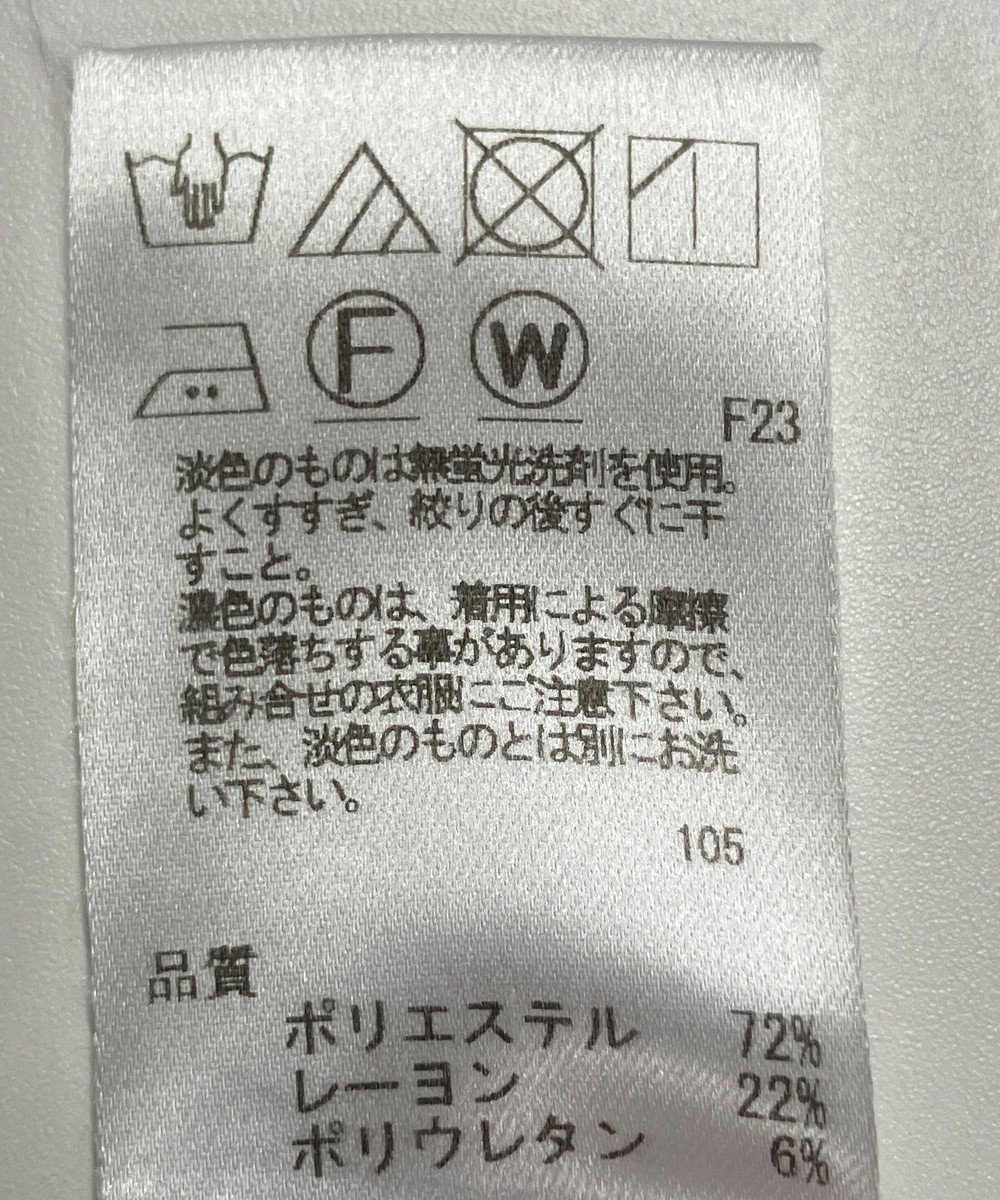 F W
F23
淡色のものは無蛍光洗剤を使用。
よくすすぎ、絞りの後すぐに干
すこと。
濃色のものは、着用による摩擦
で色落ちする事がありますので、
組み合せの衣服にご注意下さい。
また、淡色のものとは別にお洗
い下さい。
105
品質
ポリエステル 72%
レーヨン 22%
ポリウレタン 6%